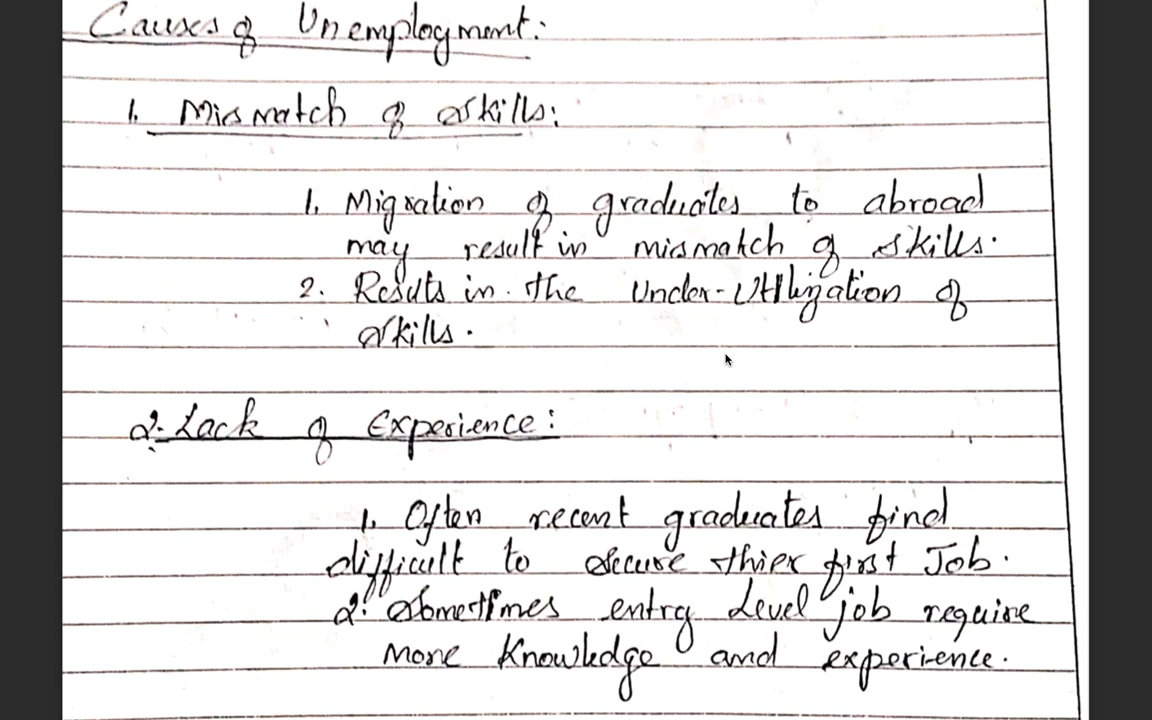 Causes of Unemployment:
1. Mismatch of skills:
1. Migration of graduates to abroad
may result in mismatch of skills.
2. Results in the Under-Utilization of
skills.
2. Lack of Experience:
1. Often recent graduates find
difficult to secure thier first Job.
2. Sometimes entry Level job require
more Knowledge and experience.